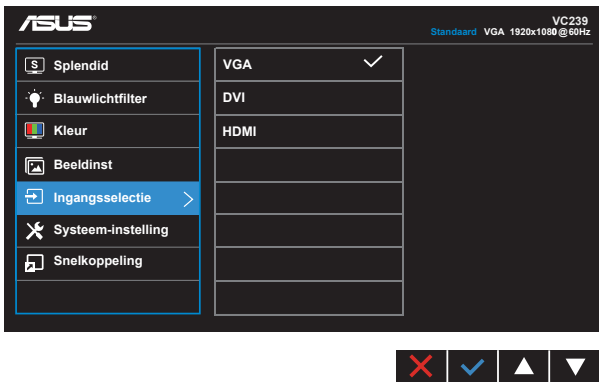 ASUS
VC239
Standaard VGA 1920x1080@60Hz
S Splendid
Blauwlichtfilter
Kleur
Beeldinst
Ingangsselectie
Systeem-instelling
Snelkoppeling
VGA
DVI
HDMI